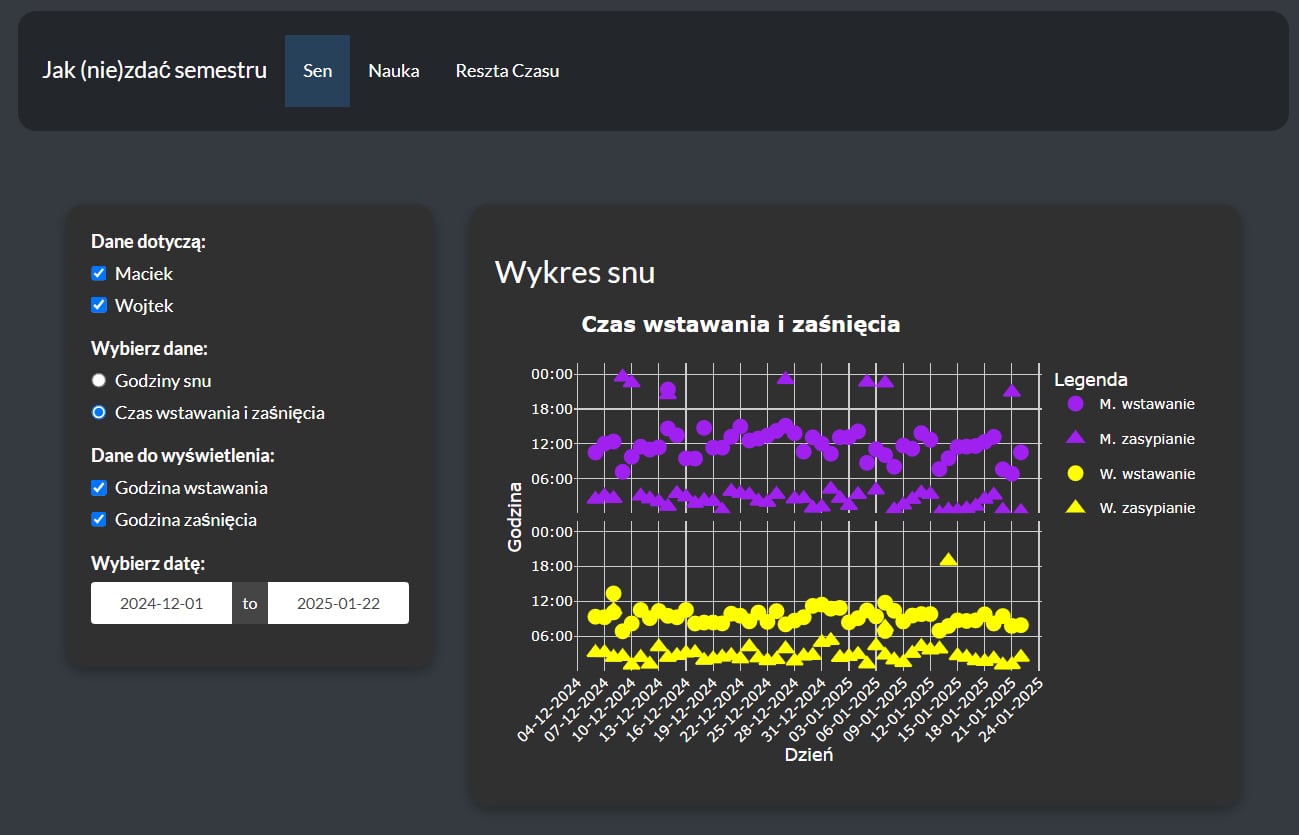 Jak (nie)zdać semestru Sen Nauka Reszta Czasu
Dane dotyczą:
Maciek
Wojtek
Wybierz dane:
Godziny snu
Czas wstawania i zaśnięcia
Dane do wyświetlenia:
Godzina wstawania
Godzina zaśnięcia
Wybierz datę:
2024-12-01 to 2025-01-22
Wykres snu
Czas wstawania i zaśnięcia
Godzina
00:00
18:00
12:00
06:00
00:00
18:00
12:00
06:00
04-12-2024
07-12-2024
10-12-2024
13-12-2024
16-12-2024
19-12-2024
22-12-2024
25-12-2024
28-12-2024
31-12-2024
03-01-2025
06-01-2025
09-01-2025
12-01-2025
15-01-2025
18-01-2025
21-01-2025
24-01-2025
Dzień
Legenda
M. wstawanie
M. zasypianie
W. wstawanie
W. zasypianie